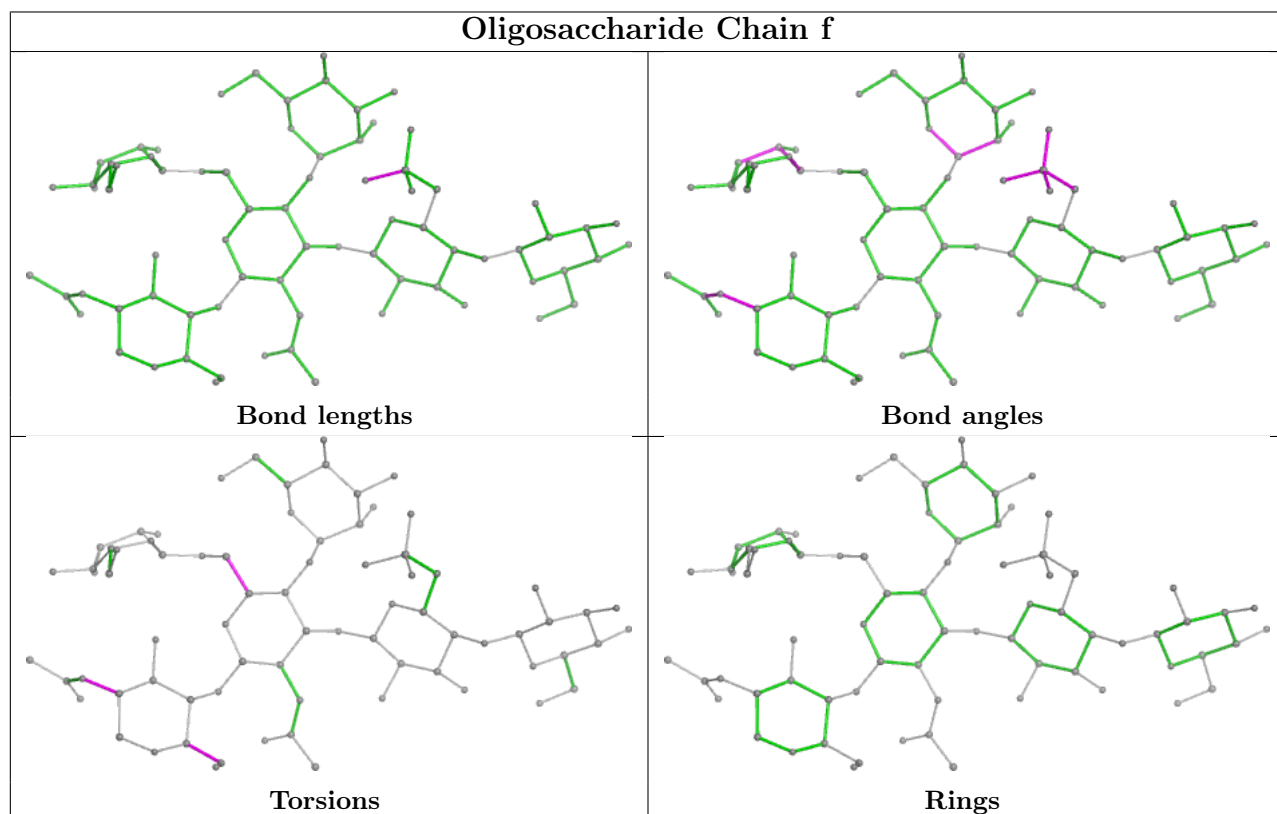 Oligosaccharide Chain f
Bond lengths
Bond angles
Torsions
Rings